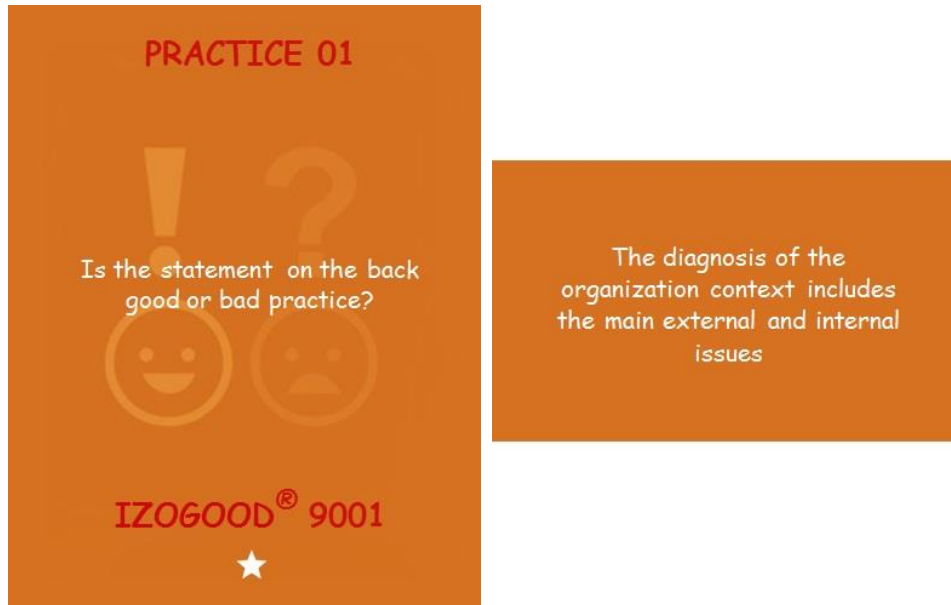 PRACTICE 01
Is the statement on the back
good or bad practice?
IZOGOOD® 9001
The diagnosis of the
organization context includes
the main external and internal
issues